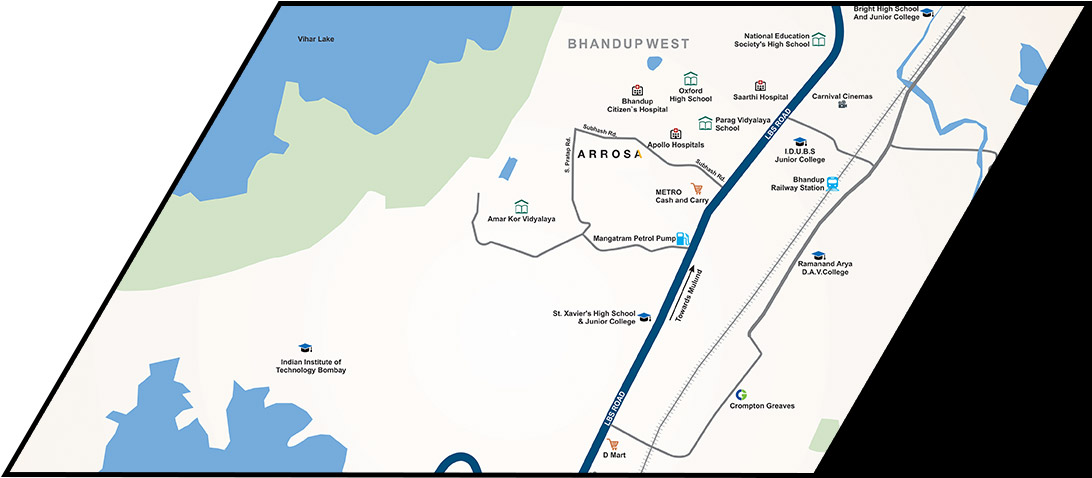 Bright High School
And Junior College
Vihar Lake
National Education
Society's High School
BHANDUPWEST
Oxford
High School
Saarthi Hospital
Carnival Cinemas
Bhandup
Citizen`s Hospital
Parag Vidyalaya
School
LBS ROAD
Subhash Rd.
Apollo Hospitals
S. Pratap Rd.
ARROSA
I.D.U.B.S
Junior College
Subhash Rd.
Bhandup
Railway Station
METRO
Cash and Carry
Amar Kor Vidyalaya
Mangatram Petrol Pump
Ramanand Arya
D.A.V.College
Towards Mulund
St. Xavier's High School
& Junior College
Indian Institute of
Technology Bombay
LBS ROAD
Crompton Greaves
D Mart